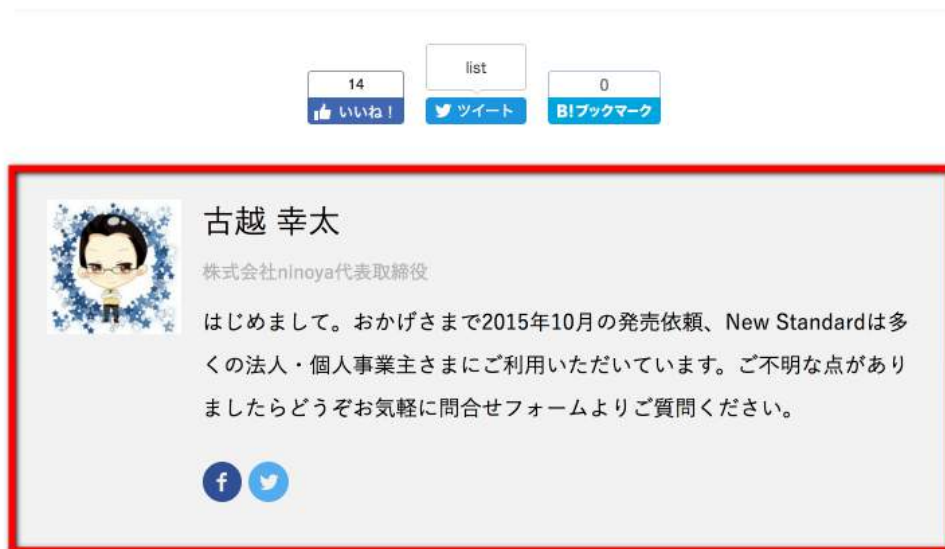 14
list
0
いいね！
ツイート
B!ブックマーク
古越 幸太
株式会社ninoya代表取締役
はじめまして。おかげさまで2015年10月の発売依頼、New Standardは多
くの法人・個人事業主さまにご利用いただいています。ご不明な点があり
ましたらどうぞお気軽に問合せフォームよりご質問ください。